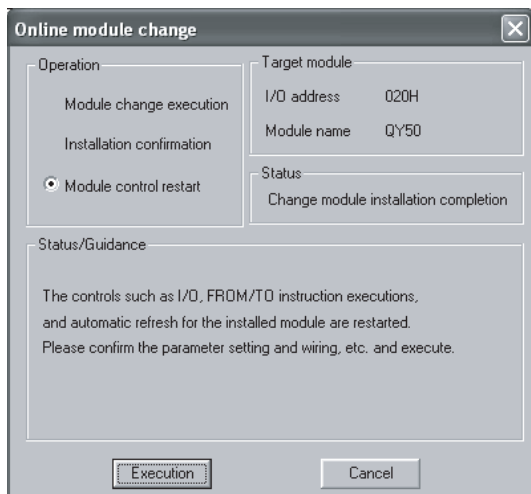 Online module change
Operation
Module change execution
Installation confirmation
Module control restart
Target module
I/O address 020H
Module name QY50
Status
Change module installation completion
Status/Guidance
The controls such as I/O, FROM/TO instruction executions,
and automatic refresh for the installed module are restarted.
Please confirm the parameter setting and wiring, etc. and execute.
Execution
Cancel